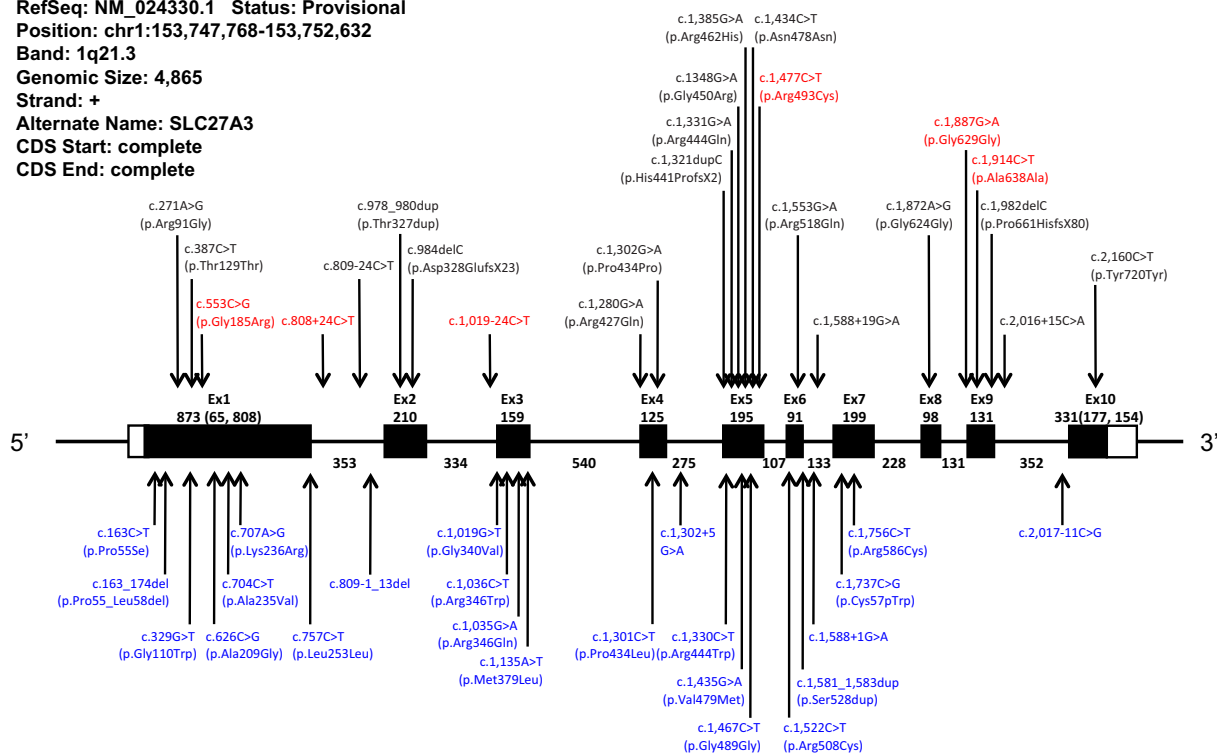 RefSeq: NM_024330.1 Status: Provisional
Position: chr1:153,747,768-153,752,632
Band: 1q21.3
Genomic Size: 4,865
Strand: +
Alternate Name: SLC27A3
CDS Start: complete
CDS End: complete
c.271A>G
(p.Arg91Gly)
c.387C>T
(p.Thr129Thr)
c.553C>G
(p.Gly185Arg)
c.808+24C>T
c.809-24C>T
c.978_980dup
(p.Thr327dup)
c.984delC
(p.Asp328GlufsX23)
c.1,019-24C>T
c.1,280G>A
(p.Arg427Gln)
c.1,302G>A
(p.Pro434Pro)
c.1,321dupC
(p.His441ProfsX2)
c.1,331G>A
(p.Arg444Gln)
c.1348G>A
(p.Gly450Arg)
c.1,385G>A
(p.Arg462His)
c.1,434C>T
(p.Asn478Asn)
c.1,477C>T
(p.Arg493Cys)
c.1,553G>A
(p.Arg518Gln)
c.1,588+19G>A
c.1,872A>G
(p.Gly624Gly)
c.1,887G>A
(p.Gly629Gly)
c.1,914C>T
(p.Ala638Ala)
c.1,982delC
(p.Pro661HisfsX80)
c.2,016+15C>A
c.2,160C>T
(p.Tyr720Tyr)
Ex1 Ex2 Ex3 Ex4 Ex5 Ex6 Ex7 Ex8 Ex9 Ex10
873 (65, 808) 210 159 125 195 91 199 98 131 331(177, 154)
5’ 3’
353 334 540 275 107 133 228 131 352
c.163C>T
(p.Pro55Se)
c.163_174del
(p.Pro55_Leu58del)
c.329G>T
(p.Gly110Trp)
c.626C>G
(p.Ala209Gly)
c.704C>T
(p.Ala235Val)
c.707A>G
(p.Lys236Arg)
c.757C>T
(p.Leu253Leu)
c.809-1_13del
c.1,019G>T
(p.Gly340Val)
c.1,036C>T
(p.Arg346Trp)
c.1,035G>A
(p.Arg346Gln)
c.1,135A>T
(p.Met379Leu)
c.1,301C>T
(p.Pro434Leu)
c.1,302+5
G>A
c.1,330C>T
(p.Arg444Trp)
c.1,435G>A
(p.Val479Met)
c.1,467C>T
(p.Gly489Gly)
c.1,522C>T
(p.Arg508Cys)
c.1,581_1,583dup
(p.Ser528dup)
c.1,588+1G>A
c.1,737C>G
(p.Cys57pTrp)
c.1,756C>T
(p.Arg586Cys)
c.2,017-11C>G